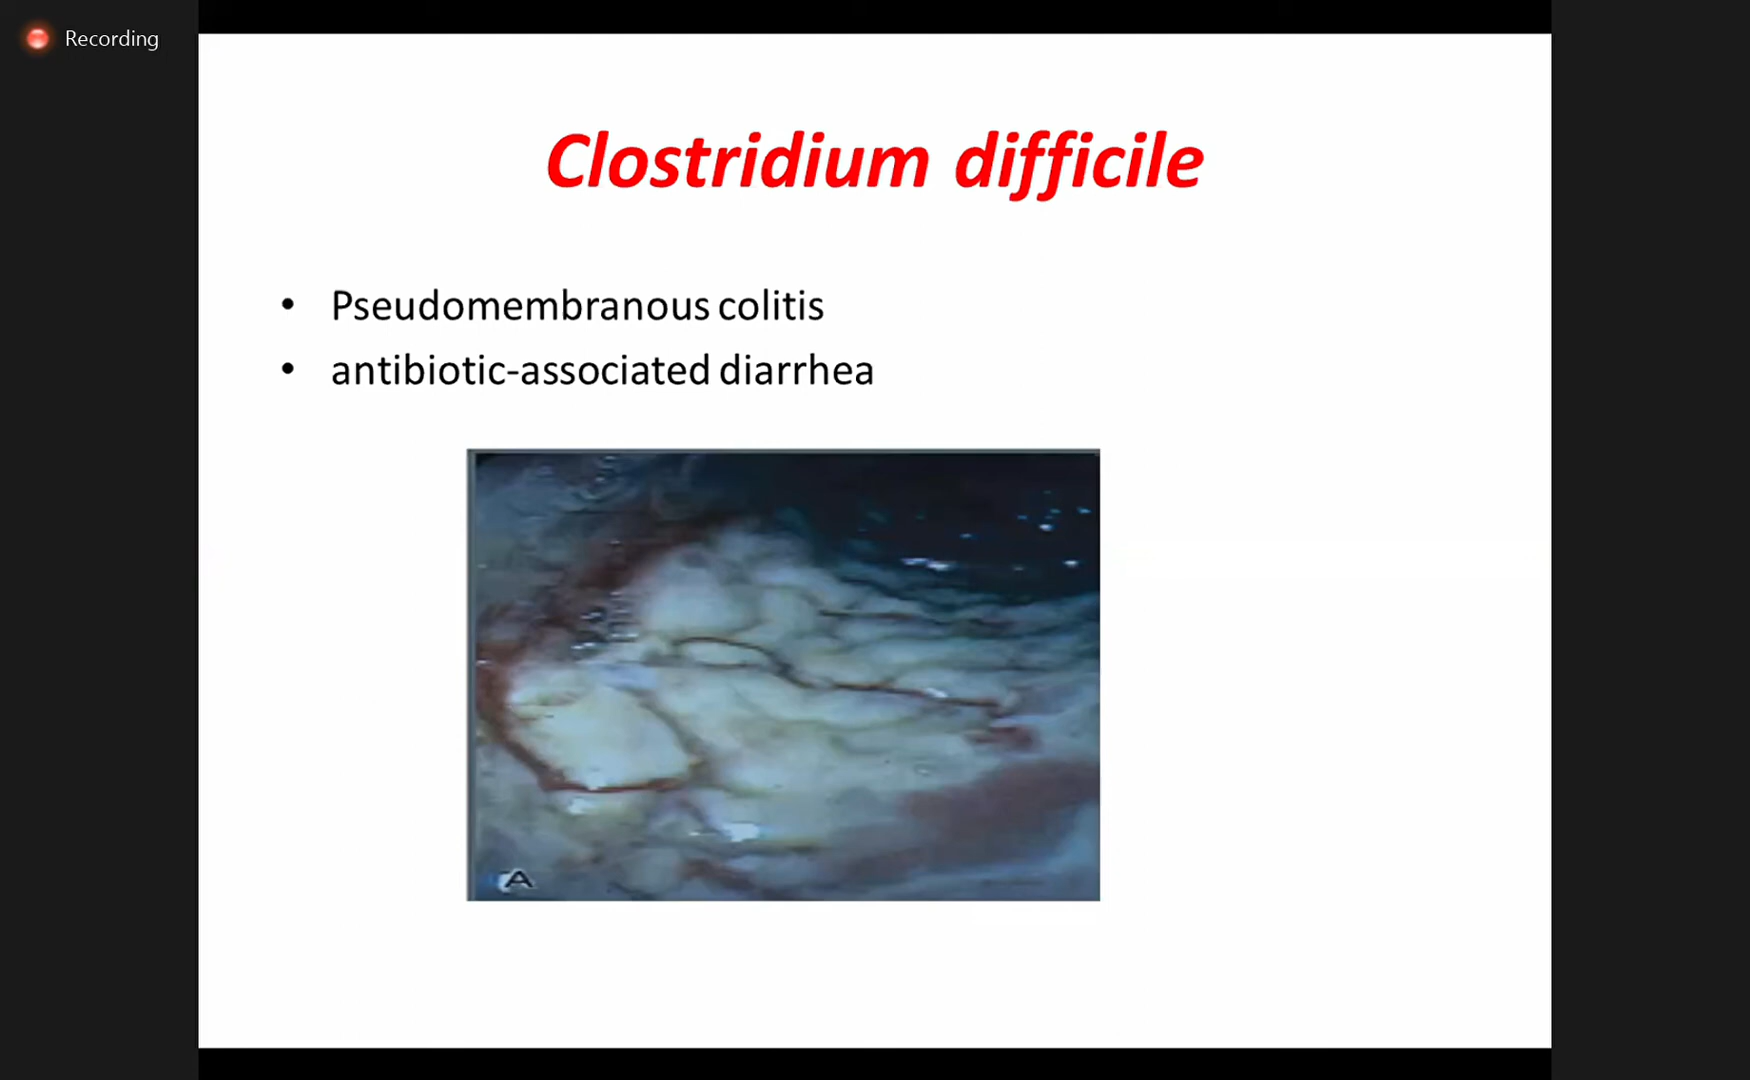 Recording
Clostridium difficile
• Pseudomembranous colitis
• antibiotic-associated diarrhea
A